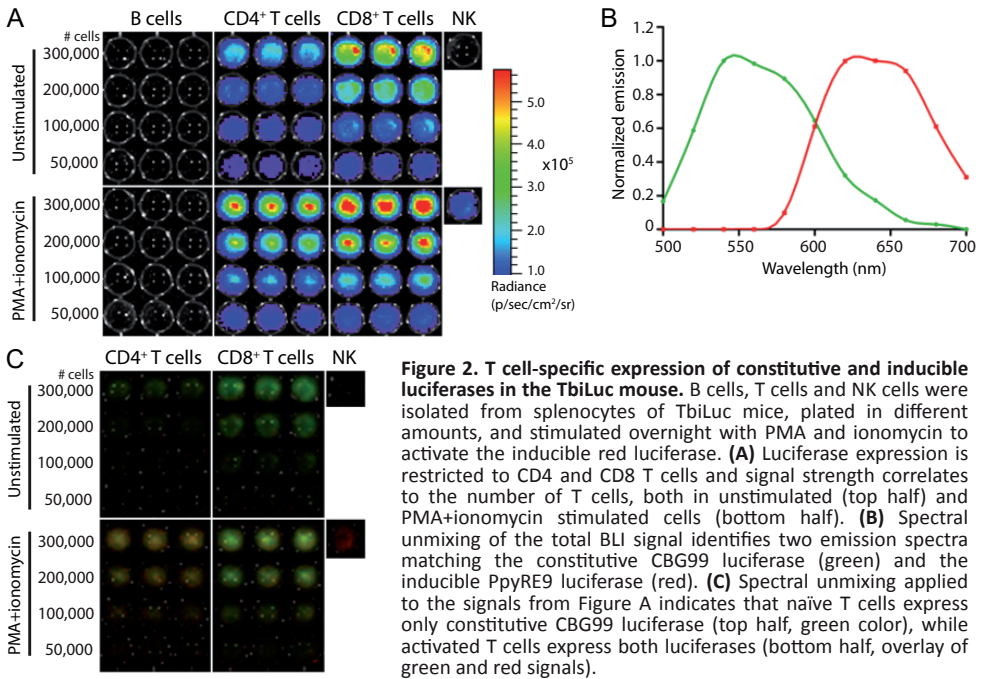 A
B cells CD4+ T cells CD8+ T cells NK
# cells
Unstimulated
300,000
200,000
100,000
50,000
PMA+ionomycin
300,000
200,000
100,000
50,000
5.0
4.0
x10⁵
3.0
2.0
1.0
Radiance
(p/sec/cm²/sr)
B
Normalized emission
1.2
1.0
0.8
0.6
0.4
0.2
0
500 550 600 650 700
Wavelength (nm)
C
CD4+ T cells CD8+ T cells NK
# cells
Unstimulated
300,000
200,000
100,000
50,000
PMA+ionomycin
300,000
200,000
100,000
50,000
Figure 2. T cell-specific expression of constitutive and inducible
luciferases in the TbiLuc mouse. B cells, T cells and NK cells were
isolated from splenocytes of TbiLuc mice, plated in different
amounts, and stimulated overnight with PMA and ionomycin to
activate the inducible red luciferase. (A) Luciferase expression is
restricted to CD4 and CD8 T cells and signal strength correlates
to the number of T cells, both in unstimulated (top half) and
PMA+ionomycin stimulated cells (bottom half). (B) Spectral
unmixing of the total BLI signal identifies two emission spectra
matching the constitutive CBG99 luciferase (green) and the
inducible PpyRE9 luciferase (red). (C) Spectral unmixing applied
to the signals from Figure A indicates that naïve T cells express
only constitutive CBG99 luciferase (top half, green color), while
activated T cells express both luciferases (bottom half, overlay of
green and red signals).